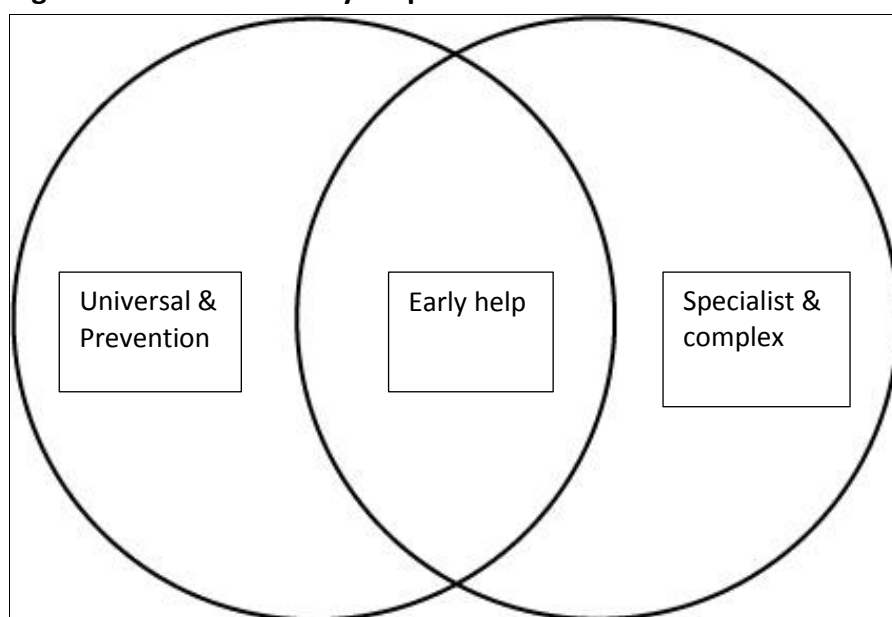 Universal &
Prevention
Early help
Specialist &
complex